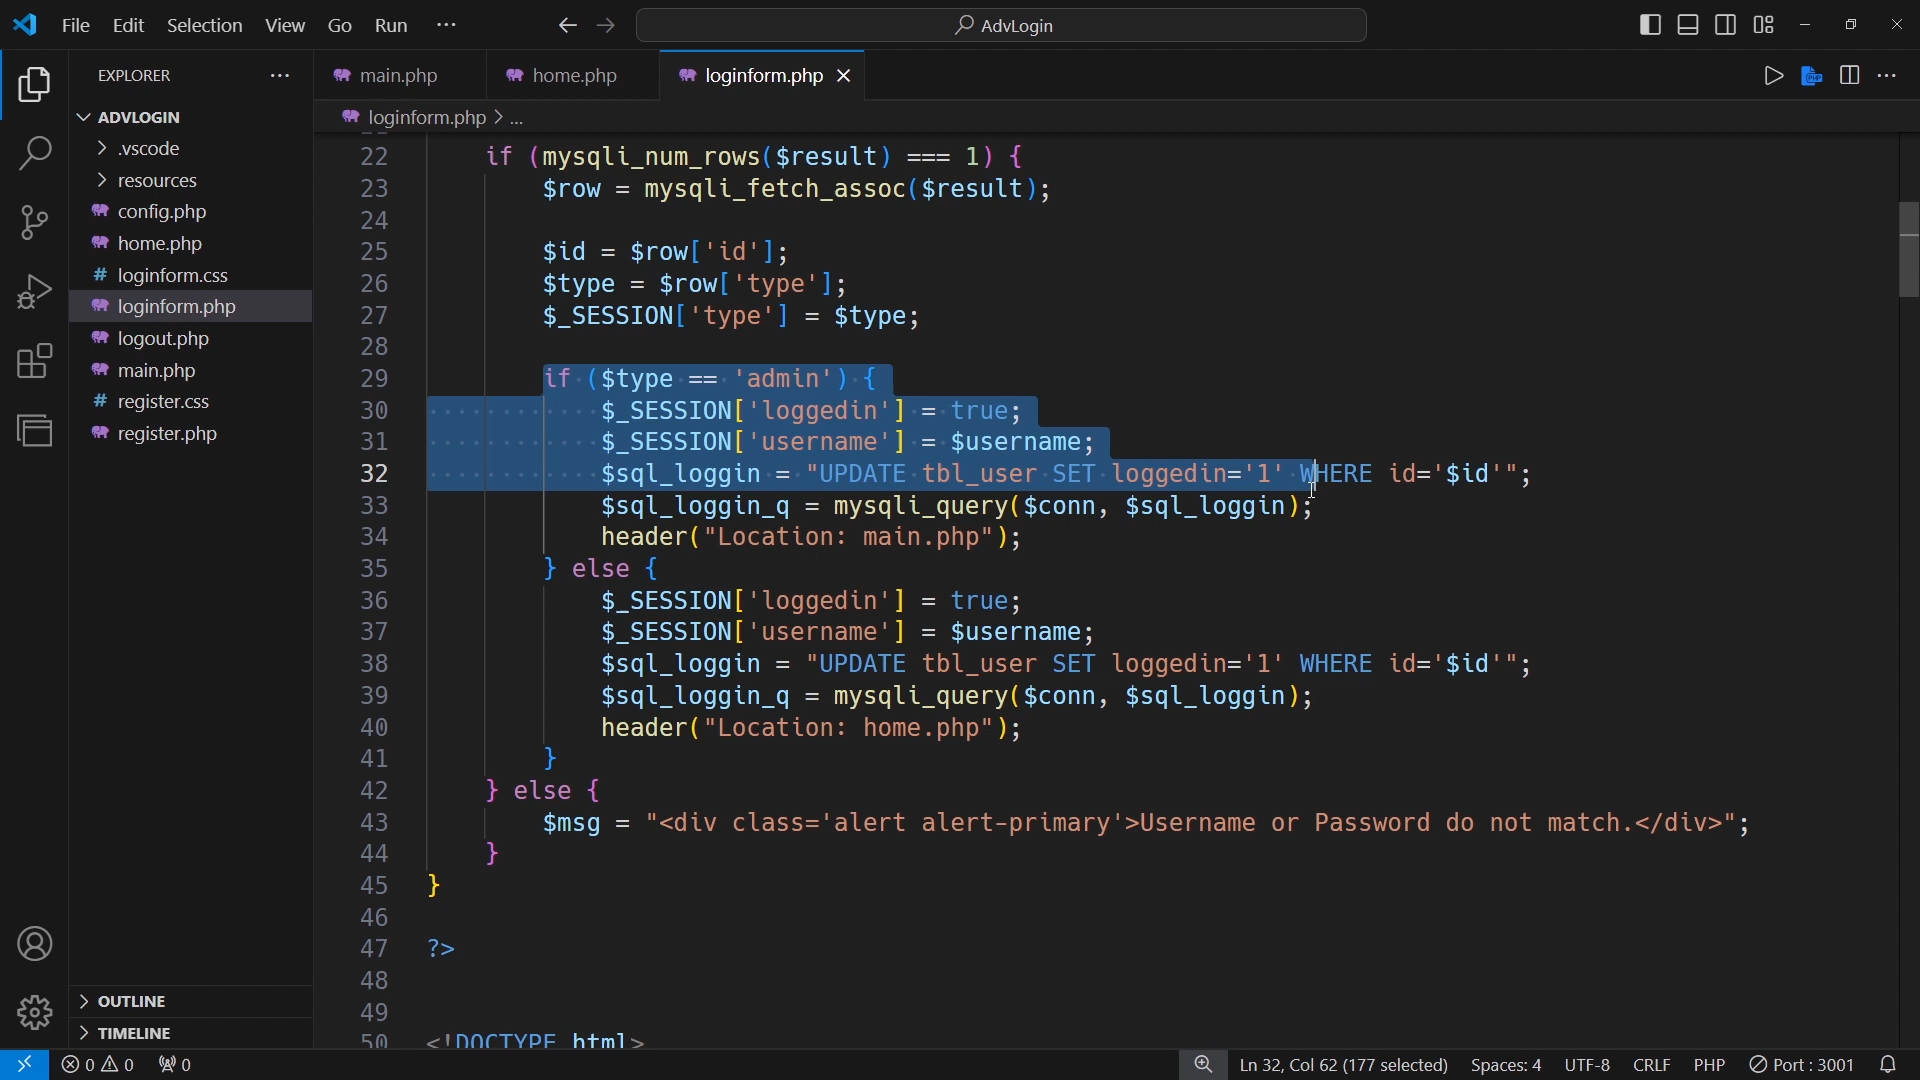 File Edit Selection View Go Run ···
AdvLogin
EXPLORER ···
main.php home.php loginform.php
loginform.php > ...
ADVLOGIN
.vscode
resources
config.php
home.php
loginform.css
loginform.php
logout.php
main.php
register.css
register.php
OUTLINE
TIMELINE
22 if (mysqli_num_rows($result) === 1) {
23 $row = mysqli_fetch_assoc($result);
24
25 $id = $row['id'];
26 $type = $row['type'];
27 $_SESSION['type'] = $type;
28
29 if ($type == 'admin') {
30 $_SESSION['loggedin'] = true;
31 $_SESSION['username'] = $username;
32 $sql_loggin = "UPDATE tbl_user SET loggedin='1' WHERE id='$id'";
33 $sql_loggin_q = mysqli_query($conn, $sql_loggin);
34 header("Location: main.php");
35 } else {
36 $_SESSION['loggedin'] = true;
37 $_SESSION['username'] = $username;
38 $sql_loggin = "UPDATE tbl_user SET loggedin='1' WHERE id='$id'";
39 $sql_loggin_q = mysqli_query($conn, $sql_loggin);
40 header("Location: home.php");
41 }
42 } else {
43 $msg = "<div class='alert alert-primary'>Username or Password do not match.</div>";
44 }
45 }
46
47 ?>
48
49
50 <!DOCTYPE html>
0 0 0 Ln 32, Col 62 (177 selected) Spaces: 4 UTF-8 CRLF PHP Port : 3001